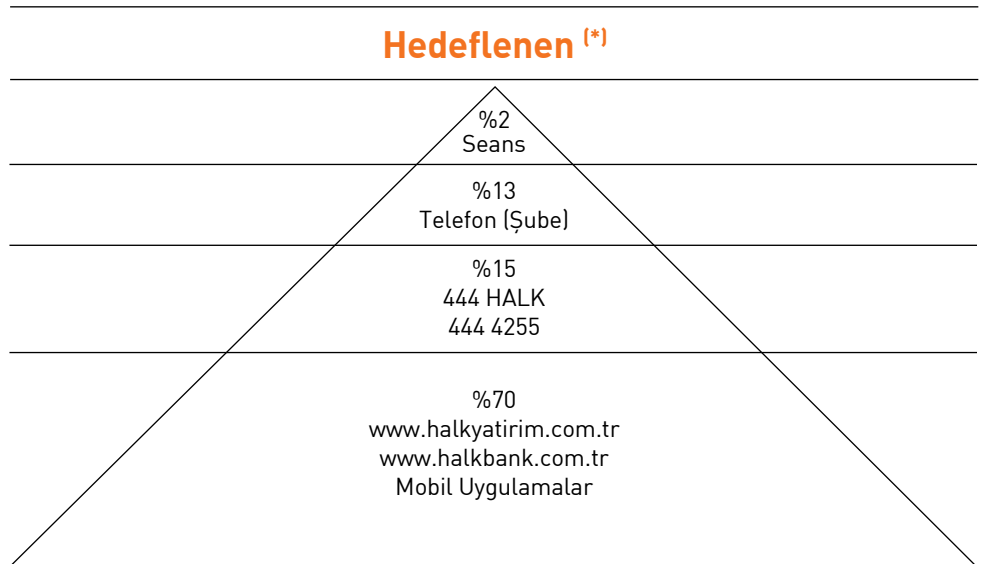 Hedeflenen (*)
%2
Seans
%13
Telefon (Şube)
%15
444 HALK
444 4255
%70
www.halkyatirim.com.tr
www.halkbank.com.tr
Mobil Uygulamalar